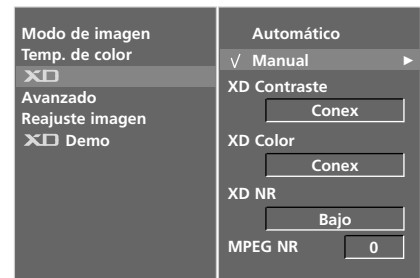 Modo de imagen
Temp. de color
XD
Avanzado
Reajuste imagen
XD Demo
Automático
√ Manual ►
XD Contraste
Conex
XD Color
Conex
XD NR
Bajo
MPEG NR 0